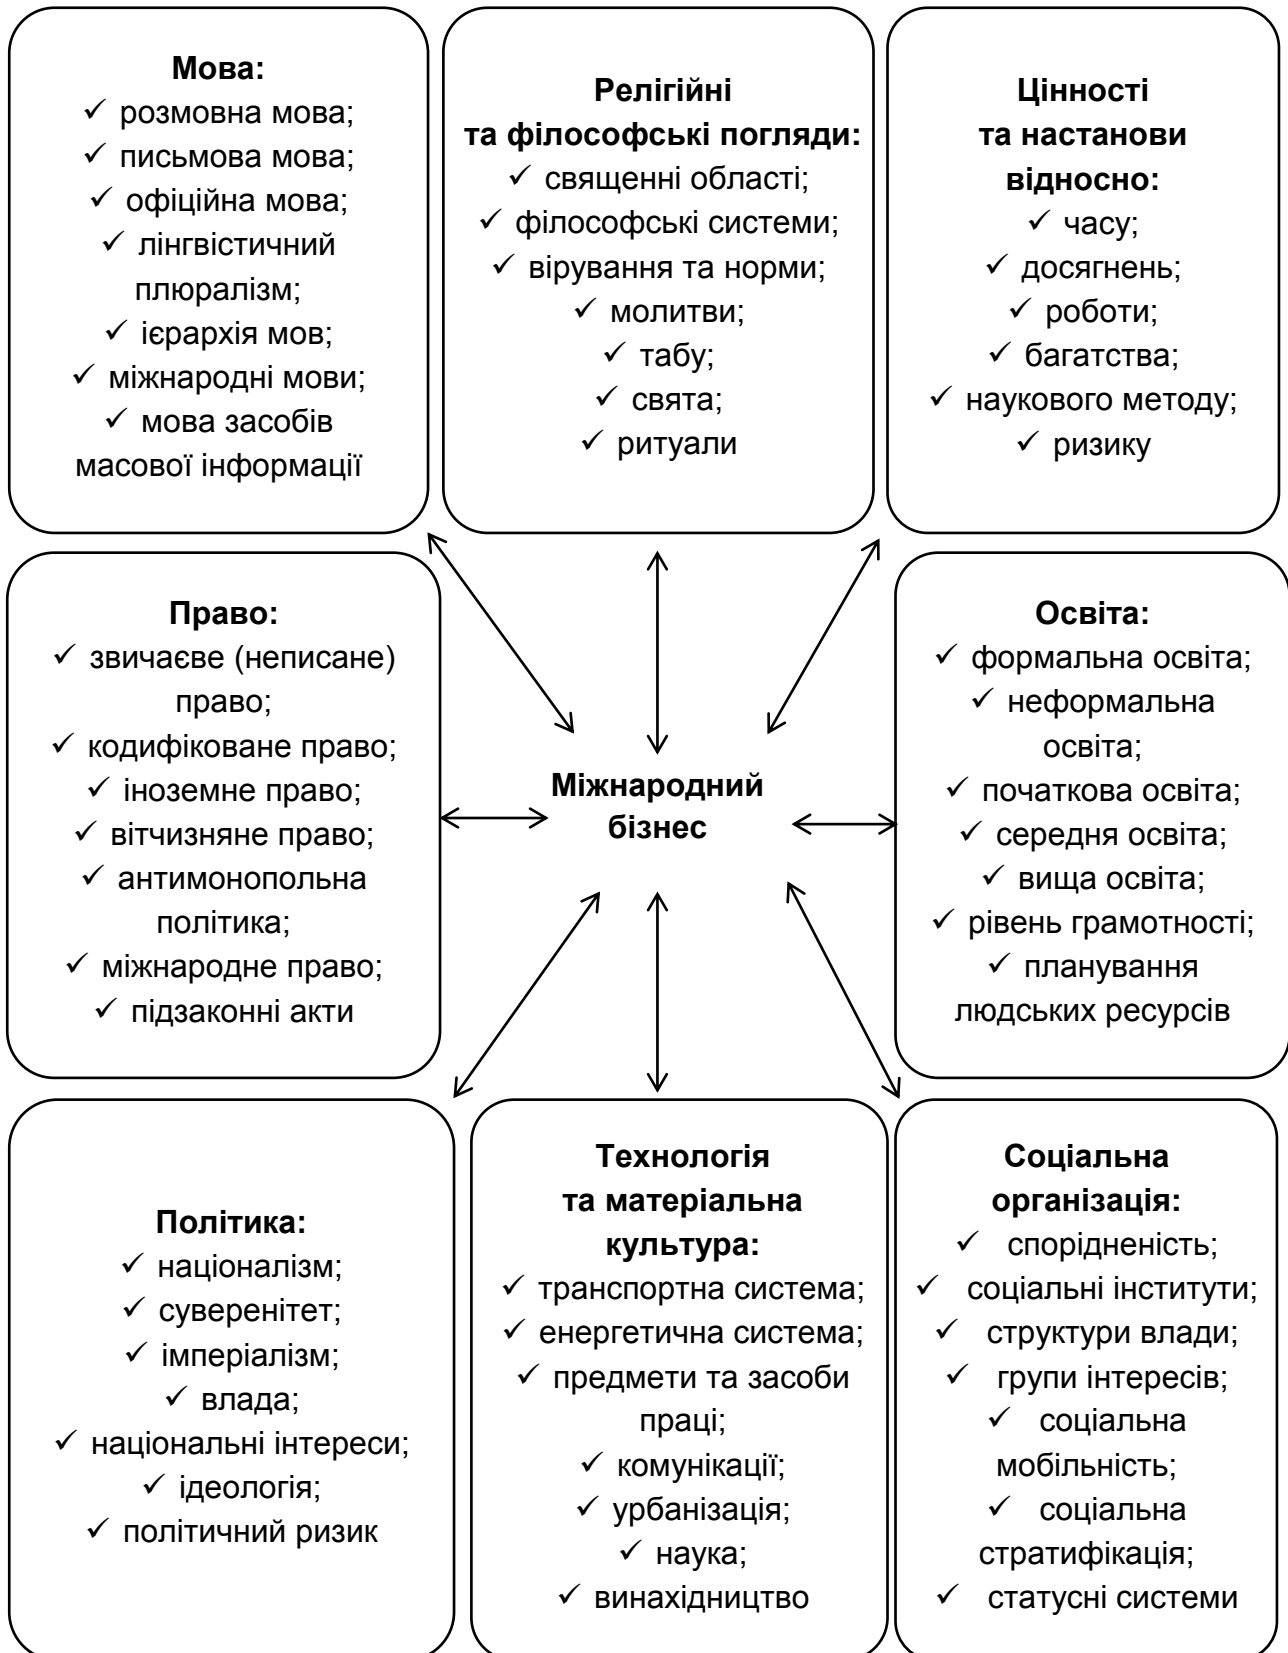 Мова:
✓ розмовна мова;
✓ письмова мова;
✓ офіційна мова;
✓ лінгвістичний
плюралізм;
✓ ієрархія мов;
✓ міжнародні мови;
✓ мова засобів
масової інформації
Релігійні
та філософські погляди:
✓ священні області;
✓ філософські системи;
✓ вірування та норми;
✓ молитви;
✓ табу;
✓ свята;
✓ ритуали
Цінності
та настанови
відносно:
✓ часу;
✓ досягнень;
✓ роботи;
✓ багатства;
✓ наукового методу;
✓ ризику
Право:
✓ звичаєве (неписане)
право;
✓ кодифіковане право;
✓ іноземне право;
✓ вітчизняне право;
✓ антимонопольна
політика;
✓ міжнародне право;
✓ підзаконні акти
Міжнародний
бізнес
Освіта:
✓ формальна освіта;
✓ неформальна
освіта;
✓ початкова освіта;
✓ середня освіта;
✓ вища освіта;
✓ рівень грамотності;
✓ планування
людських ресурсів
Політика:
✓ націоналізм;
✓ суверенітет;
✓ імперіалізм;
✓ влада;
✓ національні інтереси;
✓ ідеологія;
✓ політичний ризик
Технологія
та матеріальна
культура:
✓ транспортна система;
✓ енергетична система;
✓ предмети та засоби
праці;
✓ комунікації;
✓ урбанізація;
✓ наука;
✓ винахідництво
Соціальна
організація:
✓ спорідненість;
✓ соціальні інститути;
✓ структури влади;
✓ групи інтересів;
✓ соціальна
мобільність;
✓ соціальна
стратифікація;
✓ статусні системи